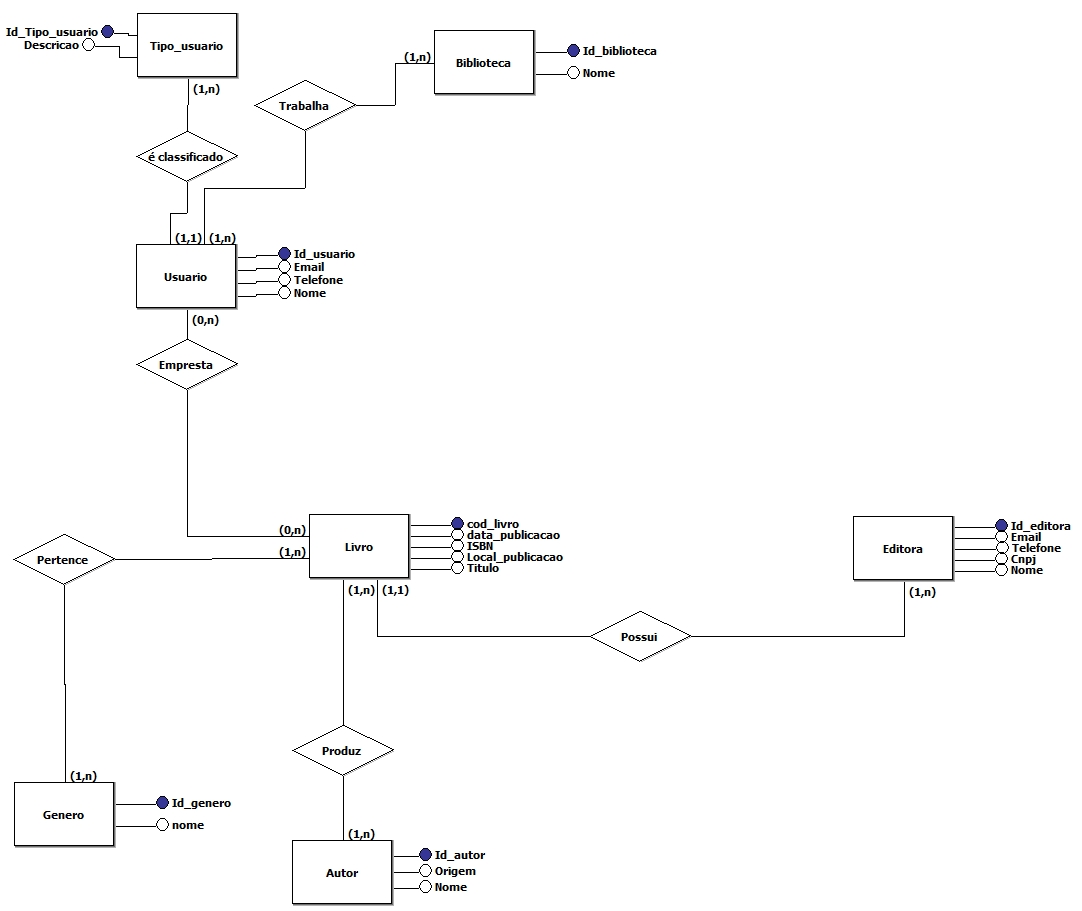 Id_Tipo_usuario
Descricao
Tipo_usuario
(1,n)
(1,n)
Biblioteca
Id_biblioteca
Nome
Trabalha
é classificado
(1,1)
(1,n)
Usuario
Id_usuario
Email
Telefone
Nome
(0,n)
Empresta
(0,n)
(1,n)
Livro
cod_livro
data_publicacao
ISBN
Local_publicacao
Titulo
Editora
Id_editora
Email
Telefone
Cnpj
Nome
Pertence
(1,n)
(1,1)
(1,n)
Possui
Produz
(1,n)
Genero
Id_genero
nome
(1,n)
Autor
Id_autor
Origem
Nome